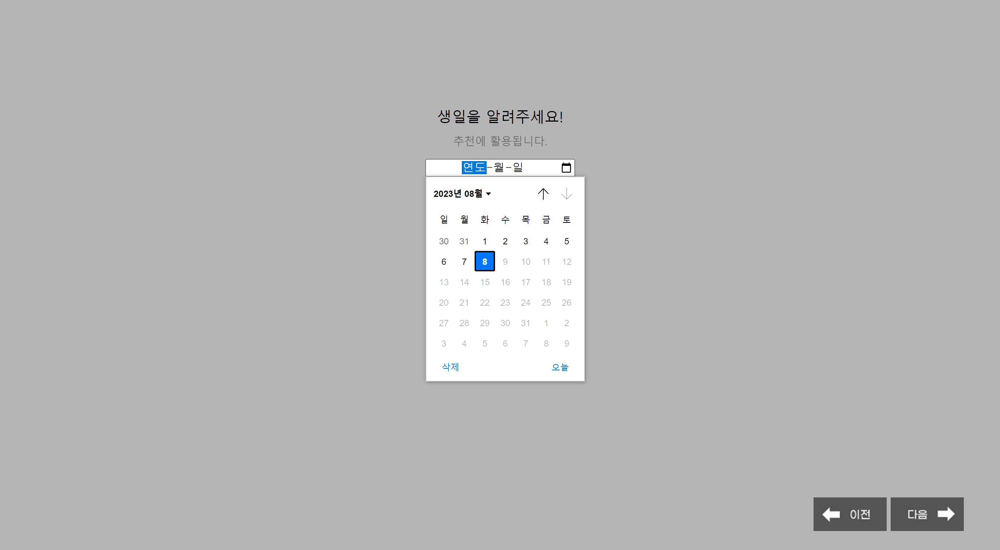 생일을 알려주세요!
추천에 활용됩니다.
연도-월-일
2023년 08월
일 월 화 수 목 금 토
30 31 1 2 3 4 5
6 7 8 9 10 11 12
13 14 15 16 17 18 19
20 21 22 23 24 25 26
27 28 29 30 31 1 2
3 4 5 6 7 8 9
삭제 오늘
이전 다음